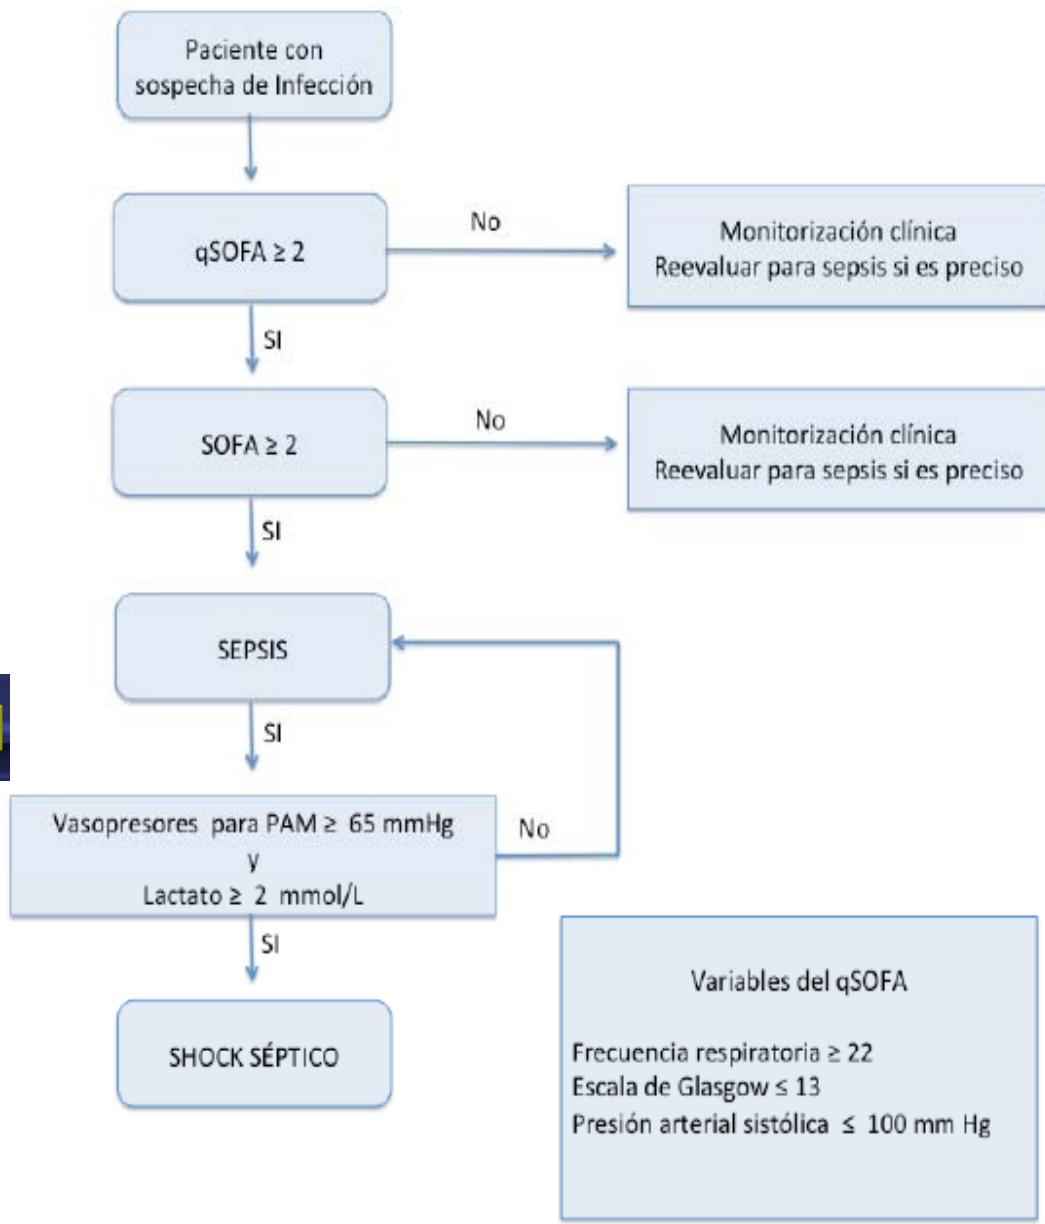 Paciente con
sospecha de Infección
qSOFA ≥ 2
No
Monitorización clínica
Reevaluar para sepsis si es preciso
SI
SOFA ≥ 2
No
Monitorización clínica
Reevaluar para sepsis si es preciso
SI
SEPSIS
SI
Vasopresores para PAM ≥ 65 mmHg
y
Lactato ≥ 2 mmol/L
No
SI
SHOCK SÉPTICO
Variables del qSOFA
Frecuencia respiratoria ≥ 22
Escala de Glasgow ≤ 13
Presión arterial sistólica ≤ 100 mm Hg